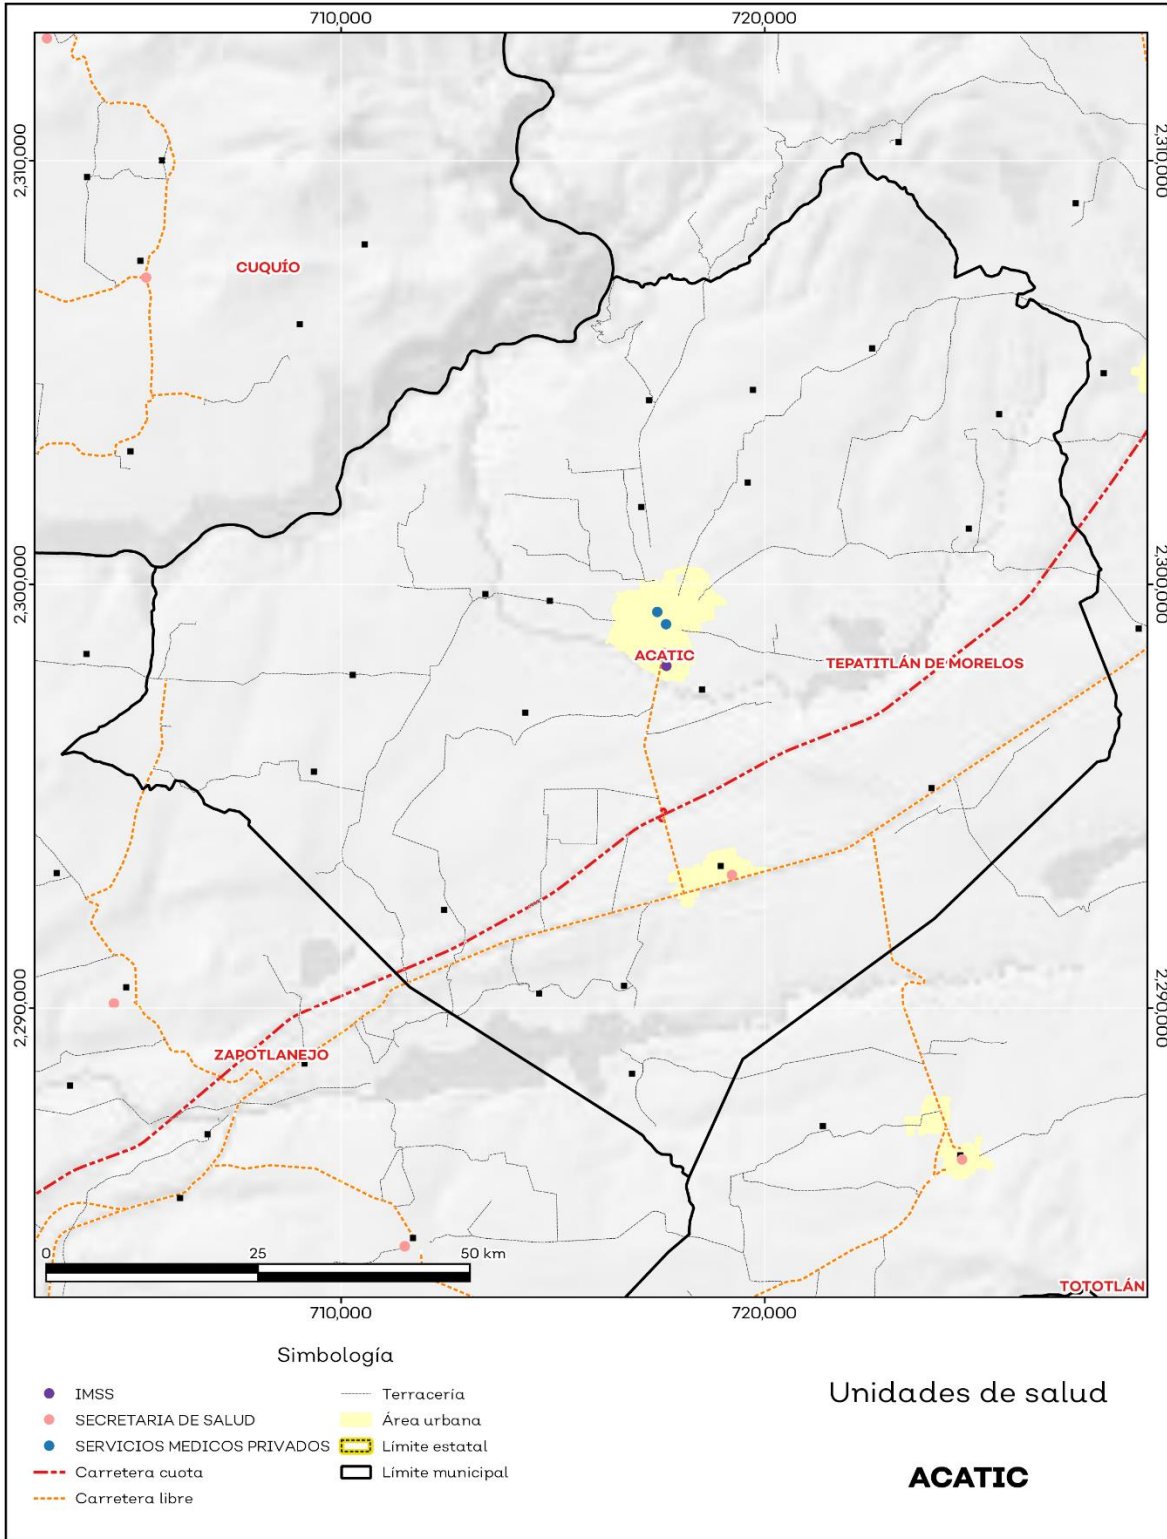 710,000
720,000
2,310,000
2,310,000
CUQUÍO
2,300,000
2,300,000
ACATIC
TEPATITLÁN DE MORELOS
2,290,000
2,290,000
ZAPOTLANEJO
0
25
50 km
TOTOTLÁN
710,000
720,000
Simbología
IMSS
SECRETARIA DE SALUD
SERVICIOS MEDICOS PRIVADOS
Carretera cuota
Carretera libre
Terracería
Área urbana
Límite estatal
Límite municipal
Unidades de salud
ACATIC